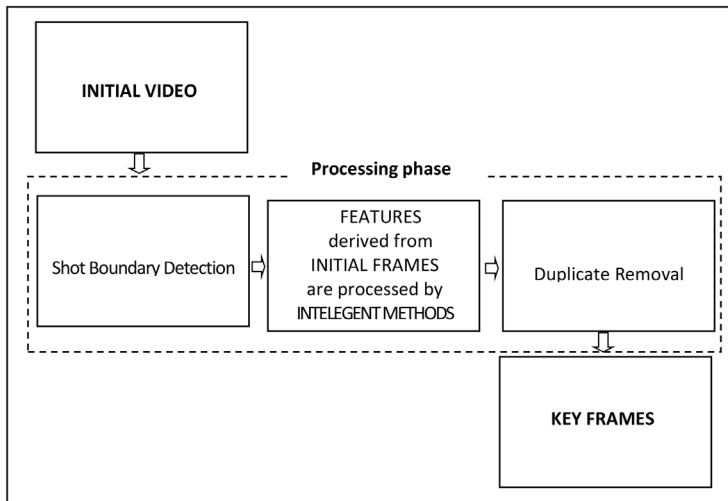 INITIAL VIDEO
Processing phase
Shot Boundary Detection
FEATURES
derived from
INITIAL FRAMES
are processed by
INTELEGENT METHODS
Duplicate Removal
KEY FRAMES